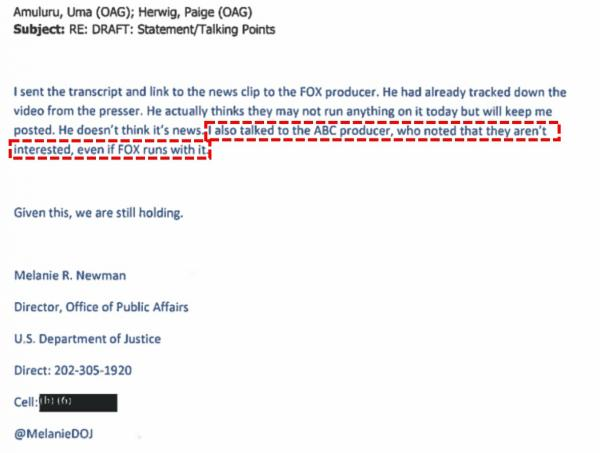 Amuluru, Uma (OAG); Herwig, Paige (OAG)
Subject: RE: DRAFT: Statement/Talking Points
I sent the transcript and link to the news clip to the FOX producer. He had already tracked down the
video from the presser. He actually thinks they may not run anything on it today but will keep me
posted. He doesn't think it's news. I also talked to the ABC producer, who noted that they aren't
interested, even if FOX runs with it.
Given this, we are still holding.
Melanie R. Newman
Director, Office of Public Affairs
U.S. Department of Justice
Direct: 202-305-1920
Cell: (b) (6)
@MelanieDOJ